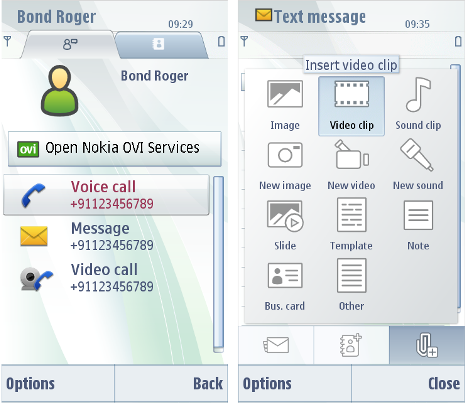 Bond Roger
09:29
Bond Roger
ovi Open Nokia OVI Services
Voice call
+91123456789
Message
+91123456789
Video call
+91123456789
Options Back
Text message
09:35
Insert video clip
Image Video clip Sound clip
New image New video New sound
Slide Template Note
Bus. card Other
Options Close